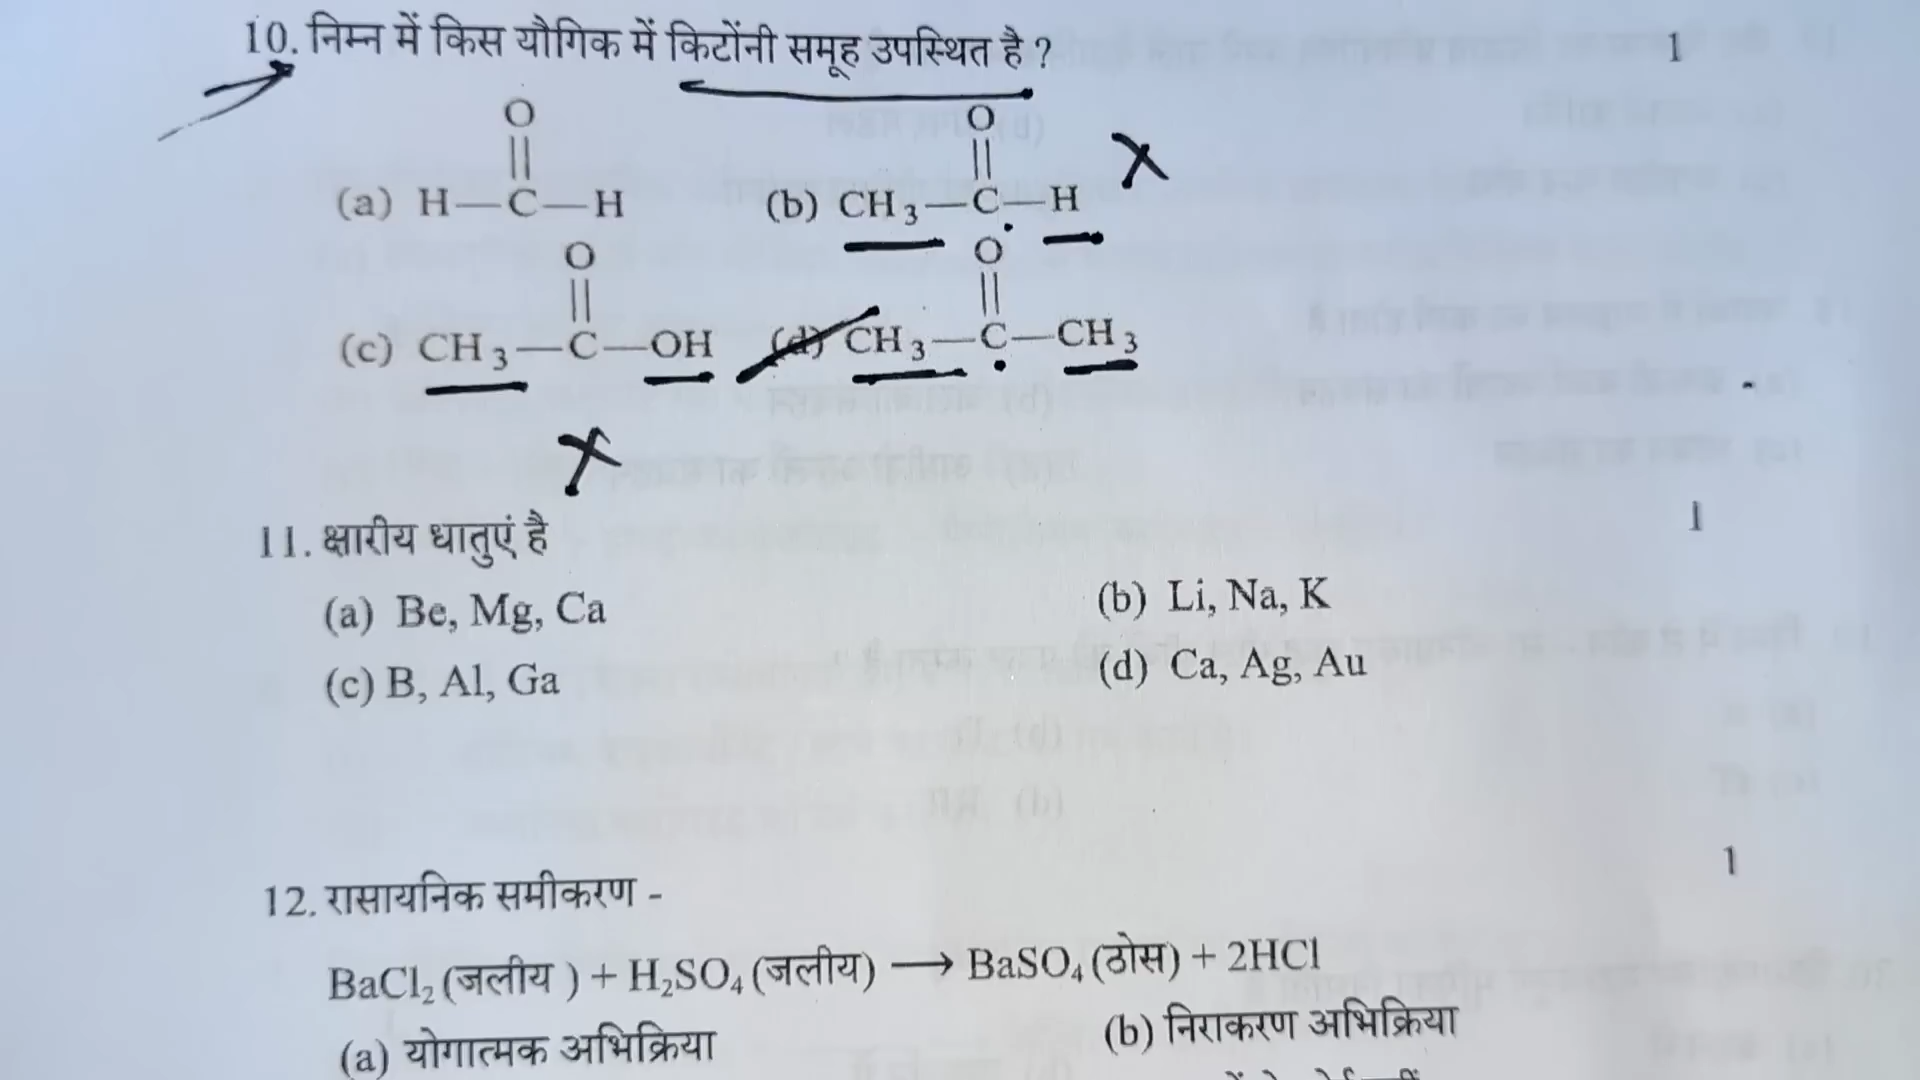 10. निम्न में किस यौगिक में किटोंनी समूह उपस्थित है ? 1
O
||
(a) H—C—H
O
||
(b) CH₃—C—H
O
||
(c) CH₃—C—OH
O
||
(d) CH₃—C—CH₃
11. क्षारीय धातुएं है 1
(a) Be, Mg, Ca (b) Li, Na, K
(c) B, Al, Ga (d) Ca, Ag, Au
12. रासायनिक समीकरण - 1
BaCl₂ (जलीय ) + H₂SO₄ (जलीय) ⟶ BaSO₄ (ठोस) + 2HCl
(a) योगात्मक अभिक्रिया (b) निराकरण अभिक्रिया